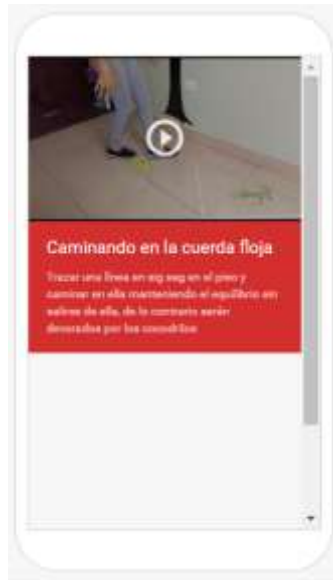 Caminando en la cuerda floja
Trazar una línea en zig zag en el piso y
caminar en ella manteniendo el equilibrio sin
salirse de ella, de lo contrario serán
devorados por los cocodrilos